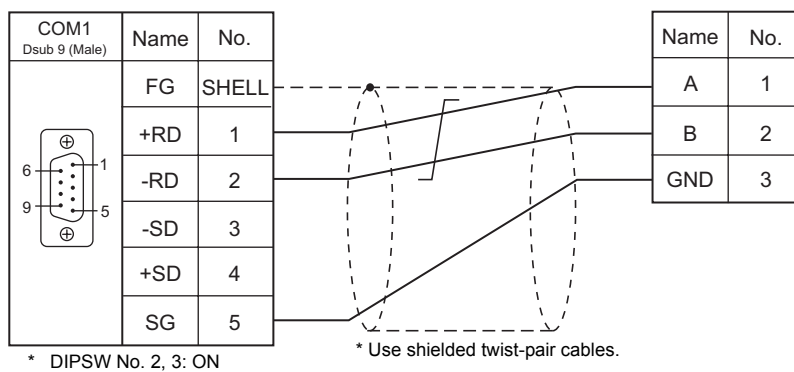 COM1
Dsub 9 (Male)
Name No.
FG SHELL
+RD 1
-RD 2
-SD 3
+SD 4
SG 5
6
1
9
5
* DIPSW No. 2, 3: ON
* Use shielded twist-pair cables.
Name No.
A 1
B 2
GND 3